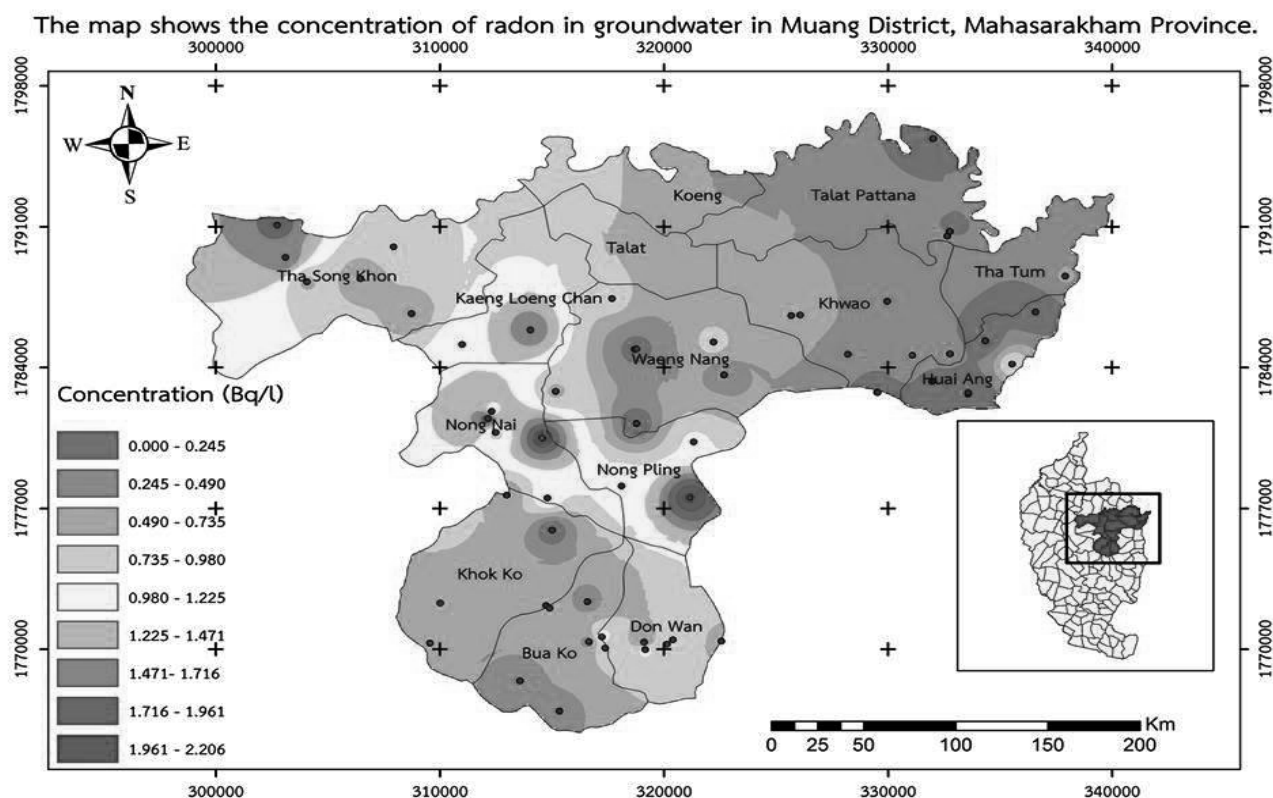 The map shows the concentration of radon in groundwater in Muang District, Mahasarakham Province.
300000 310000 320000 330000 340000
1798000 1798000
N
W E
S
Koeng
Talat Pattana
1791000 1791000
Talat
Tha Tum
Tha Song Khon
Kaeng Loeng Chan
Khwao
Waeng Nang
1784000 1784000
Huai Ang
Concentration (Bq/l)
Nong Nai
0.000 - 0.245
Nong Pling
0.245 - 0.490
1777000 1777000
0.490 - 0.735
0.735 - 0.980
Khok Ko
0.980 - 1.225
Don Wan
1.225 - 1.471
Bua Ko
1770000 1770000
1.471- 1.716
1.716 - 1.961
1.961 - 2.206
Km
0 25 50 100 150 200
300000 310000 320000 330000 340000